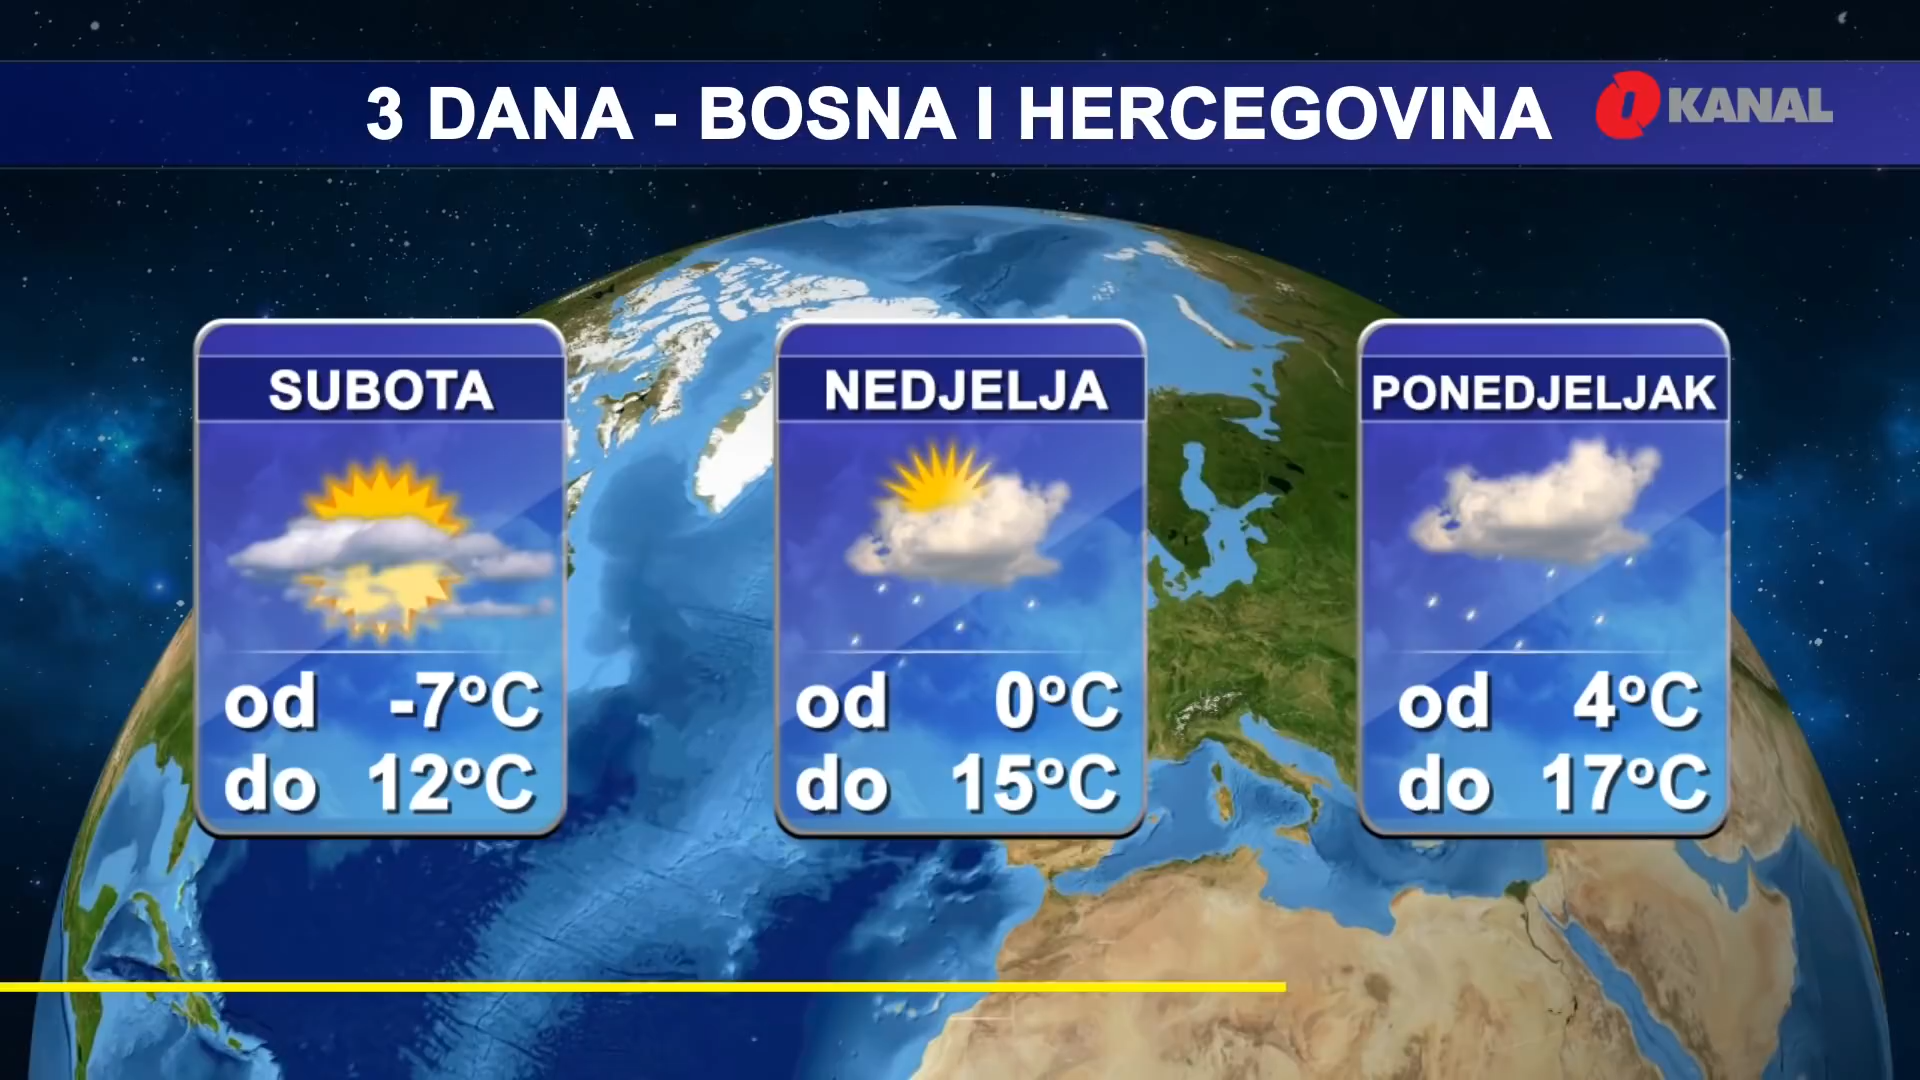 3 DANA - BOSNA I HERCEGOVINA
O KANAL
SUBOTA
od -7°C
do 12°C
NEDJELJA
od 0°C
do 15°C
PONEDJELJAK
od 4°C
do 17°C